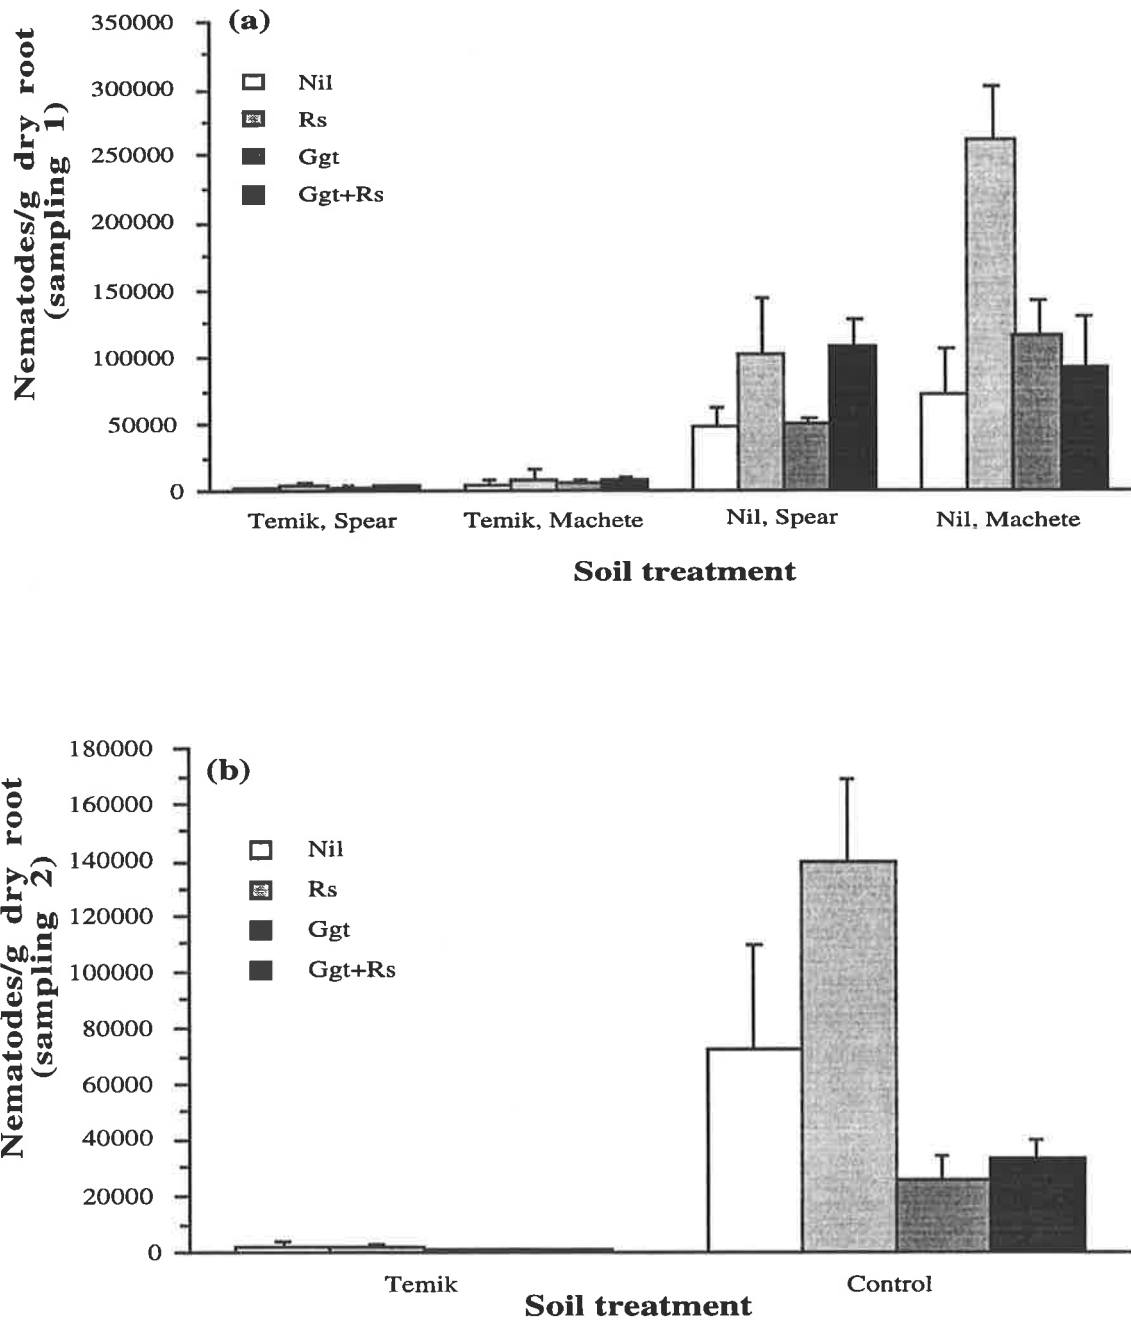 (a)
350000
300000
250000
200000
150000
100000
50000
0
Nematodes/g dry root
(sampling 1)
Nil
Rs
Ggt
Ggt+Rs
Temik, Spear
Temik, Machete
Nil, Spear
Nil, Machete
Soil treatment
(b)
180000
160000
140000
120000
100000
80000
60000
40000
20000
0
Nematodes/g dry root
(sampling 2)
Nil
Rs
Ggt
Ggt+Rs
Temik
Control
Soil treatment